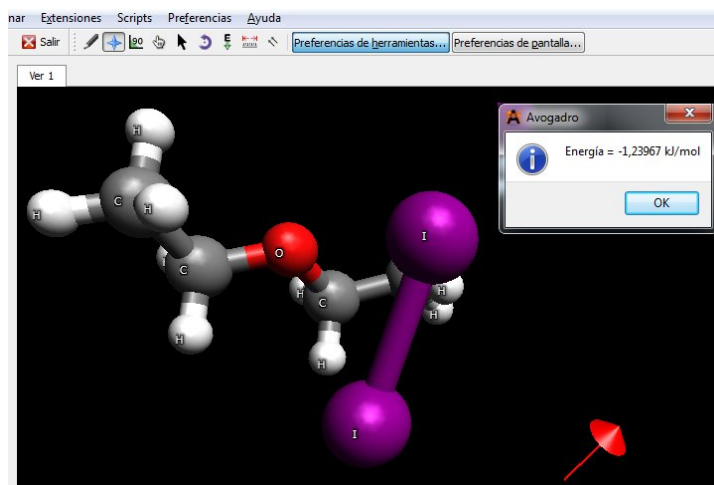 nar Extensiones Scripts Preferencias Ayuda
Salir 90 E Preferencias de herramientas... Preferencias de pantalla...
Ver 1
Avogadro
Energía = -1,23967 kJ/mol
OK
H
H
C
H
I
O
H
C
H
C
H
H
H
H
I